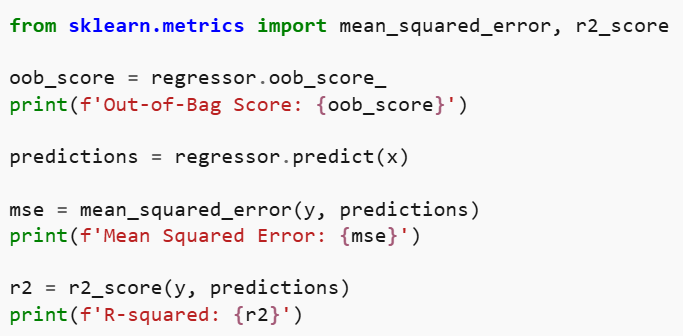 from sklearn.metrics import mean_squared_error, r2_score
oob_score = regressor.oob_score_
print(f'Out-of-Bag Score: {oob_score}')
predictions = regressor.predict(x)
mse = mean_squared_error(y, predictions)
print(f'Mean Squared Error: {mse}')
r2 = r2_score(y, predictions)
print(f'R-squared: {r2}')